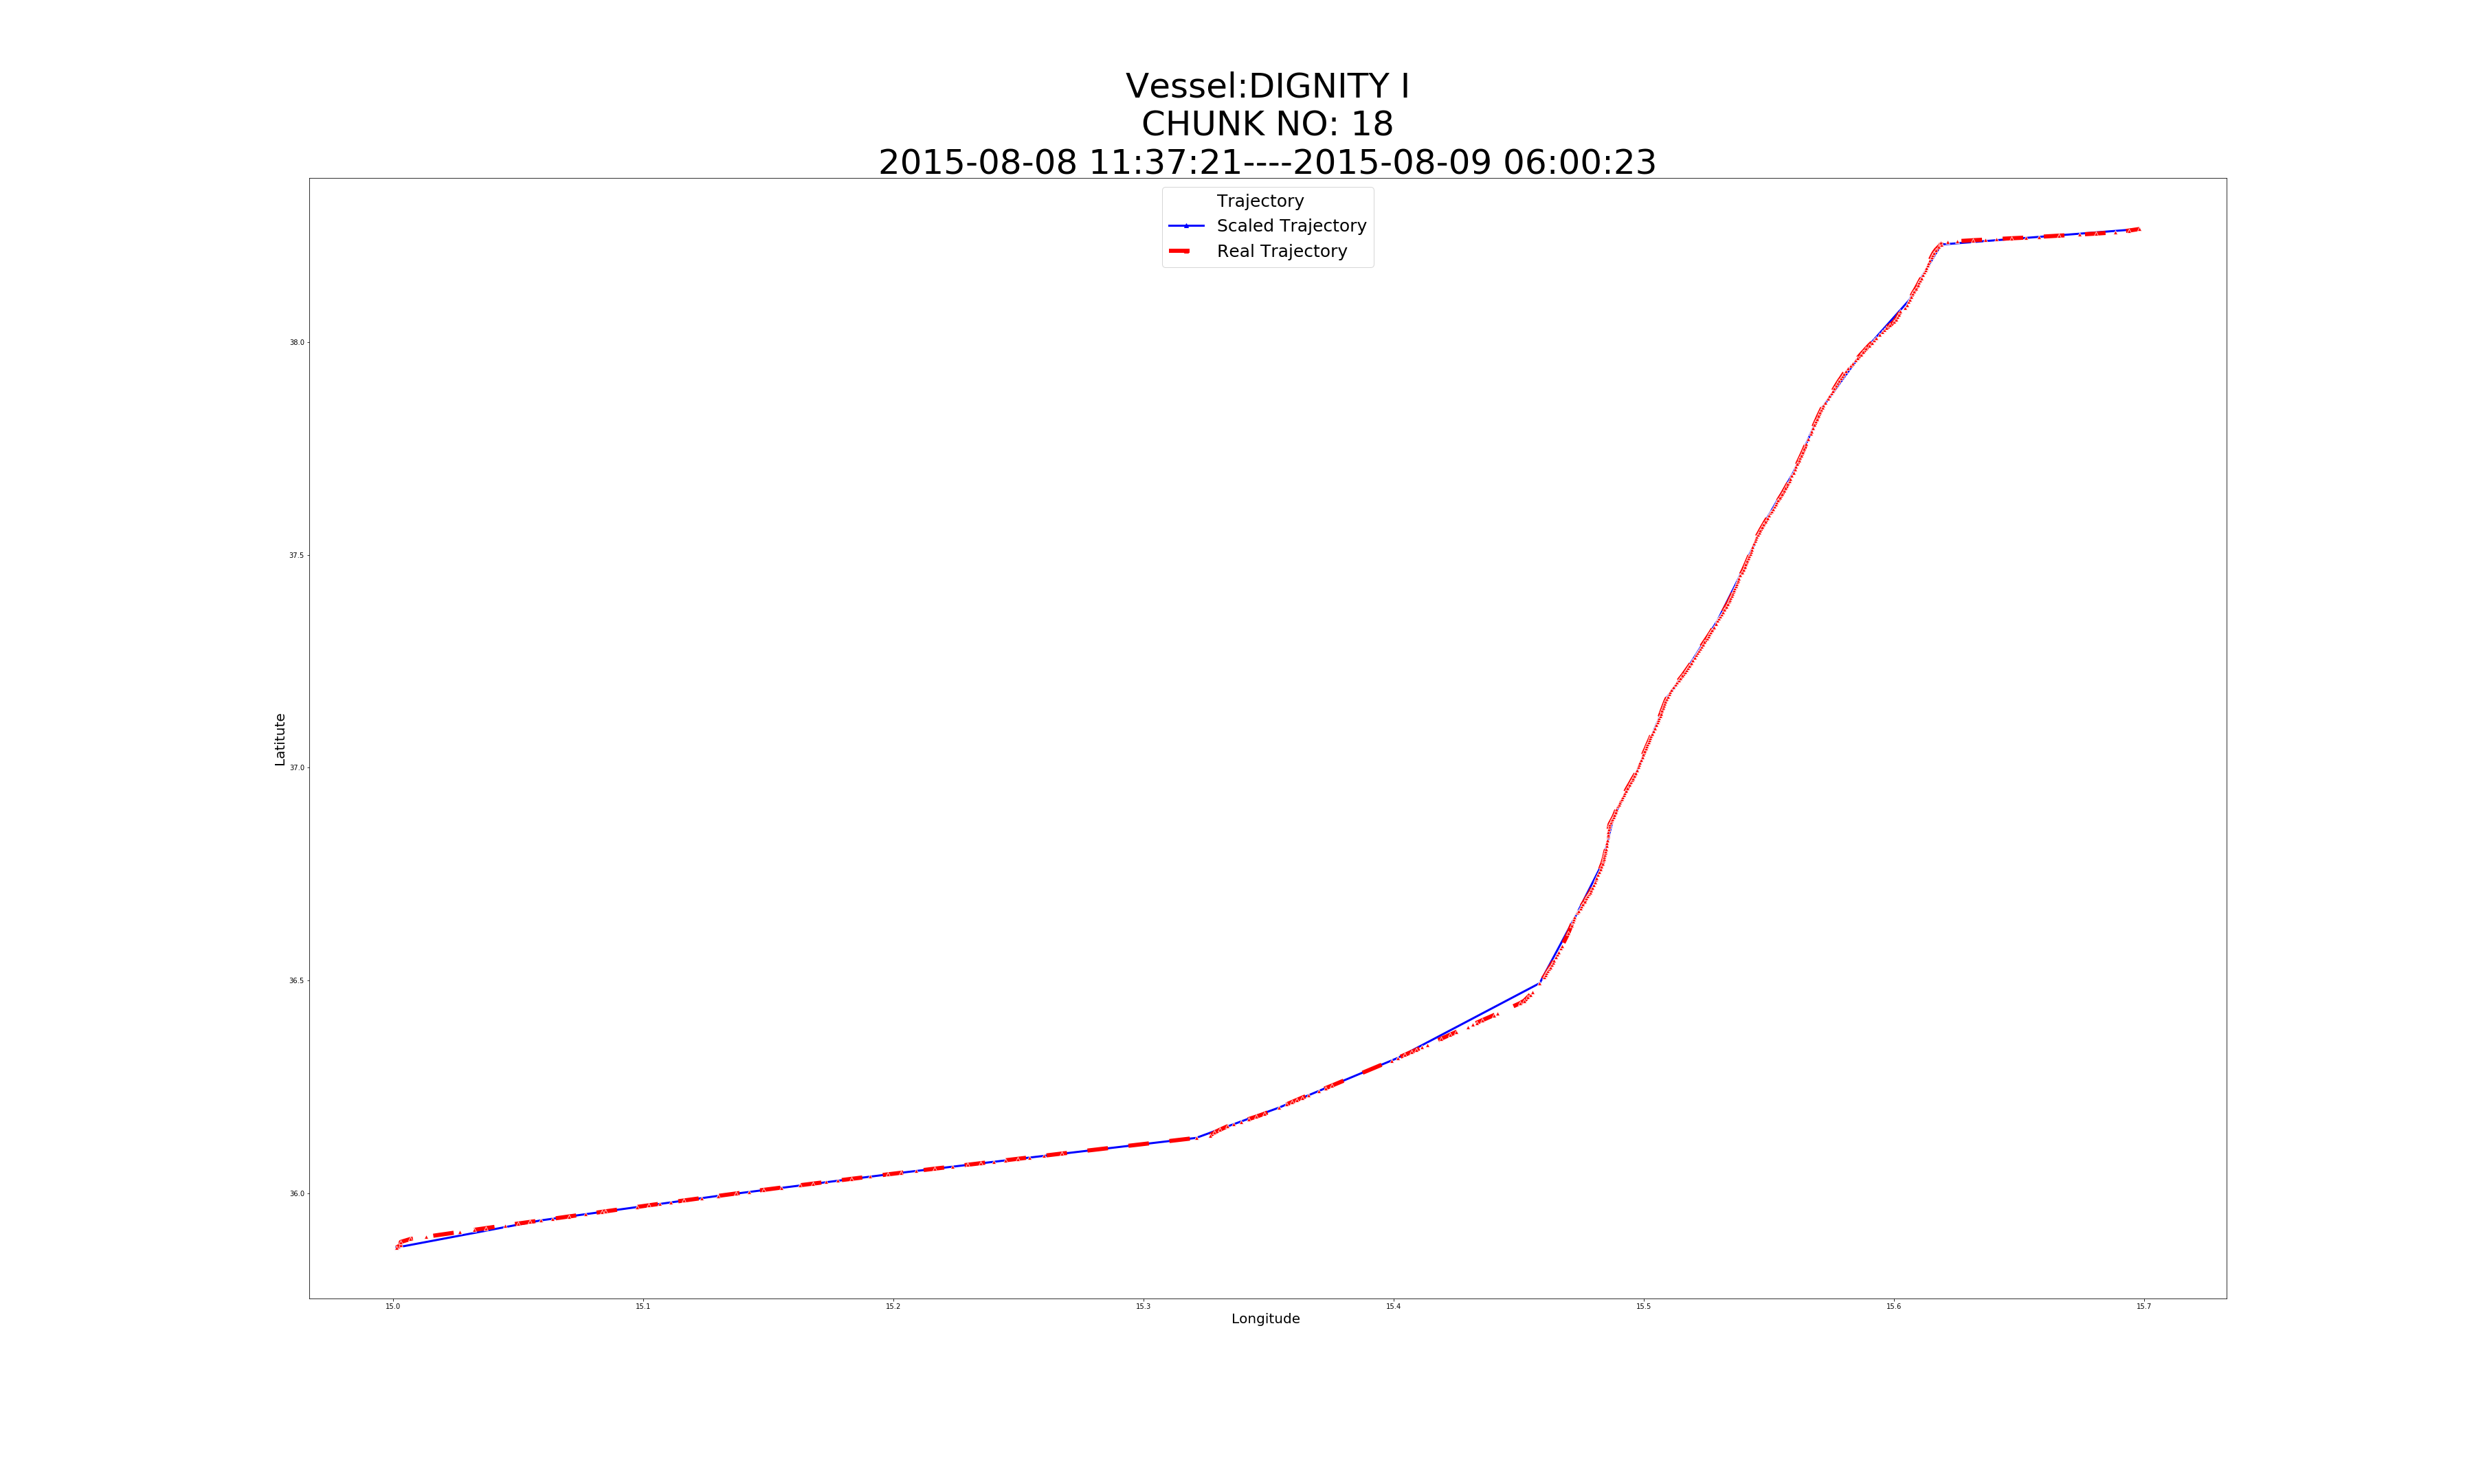 Vessel:DIGNITY I
CHUNK NO: 18
2015-08-08 11:37:21----2015-08-09 06:00:23
Trajectory
Scaled Trajectory
Real Trajectory
38.0
37.5
37.0
36.5
36.0
Latitute
15.0 15.1 15.2 15.3 15.4 15.5 15.6 15.7
Longitude